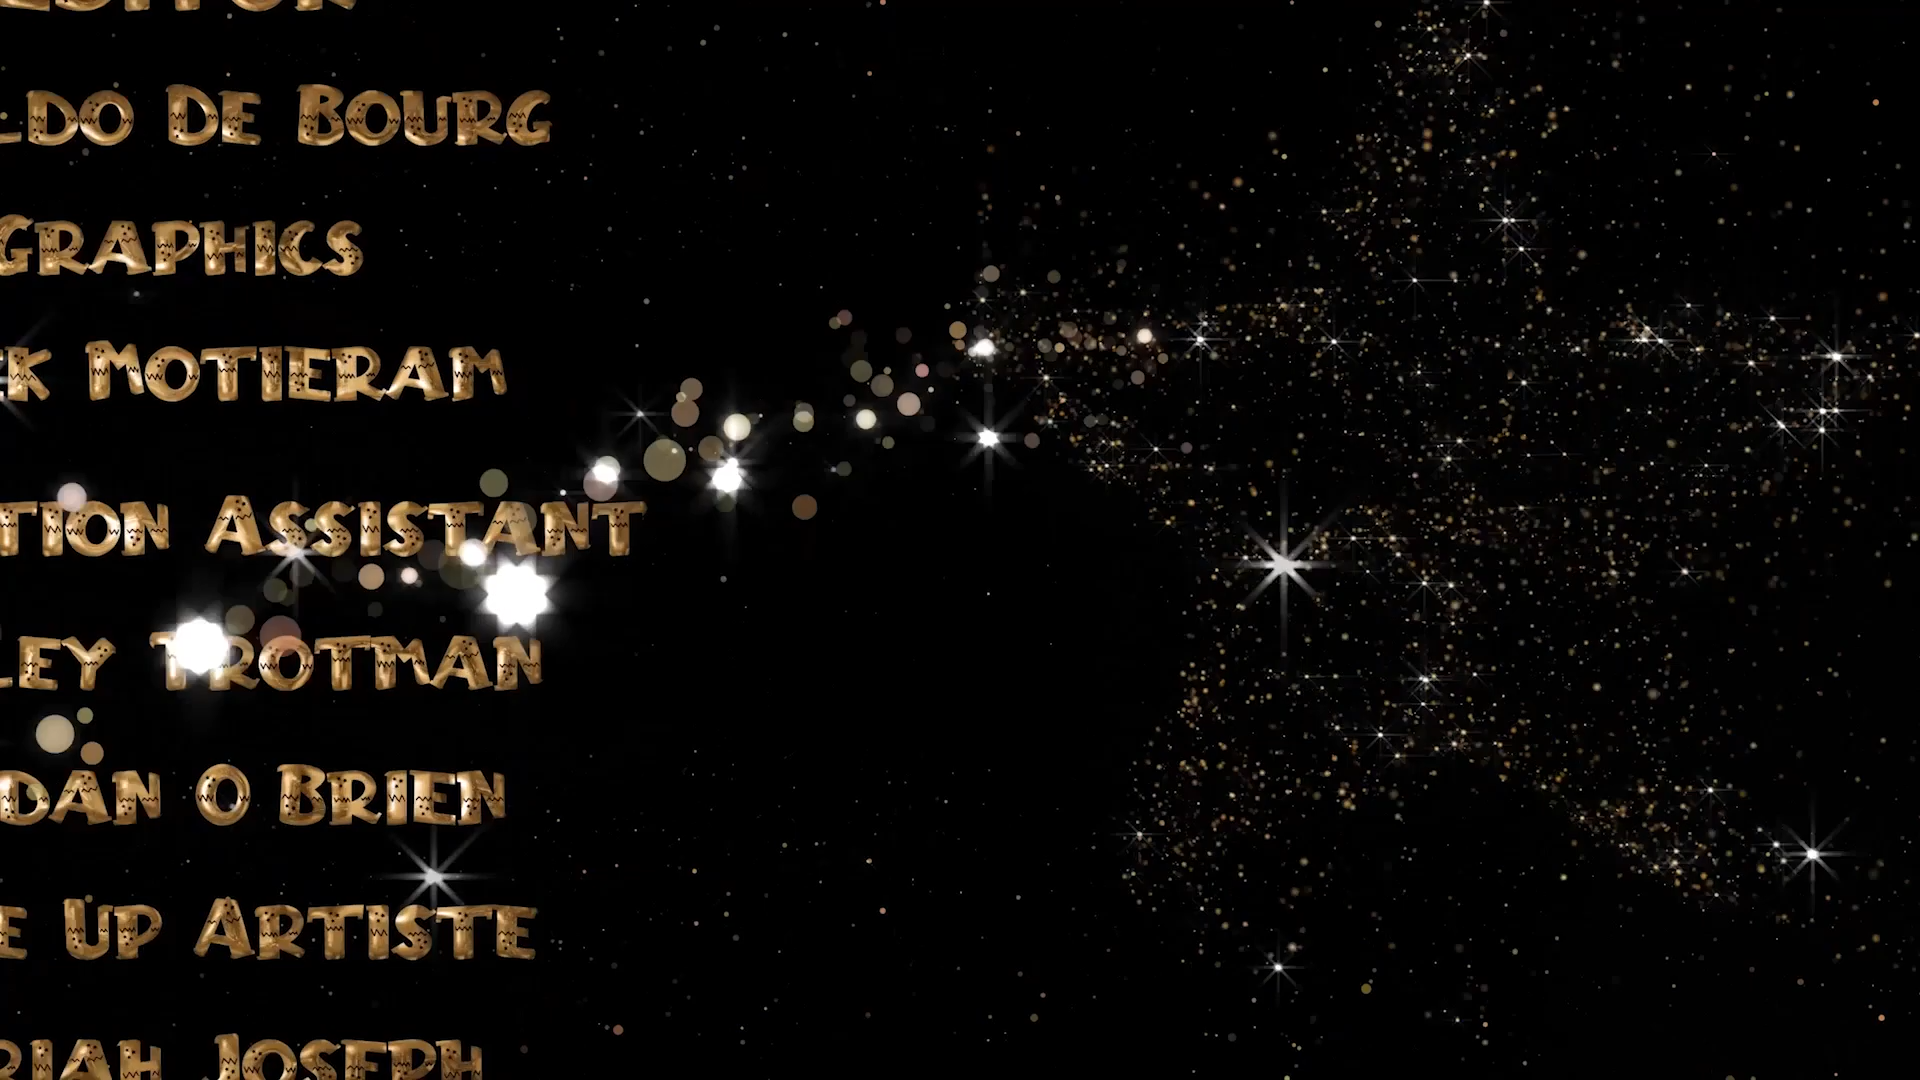 LDO DE BOURG
GRAPHICS
K MOTIERAM
TION ASSISTANT
LEY TROTMAN
DAN O BRIEN
E UP ARTISTE
RIAH JOSEPH